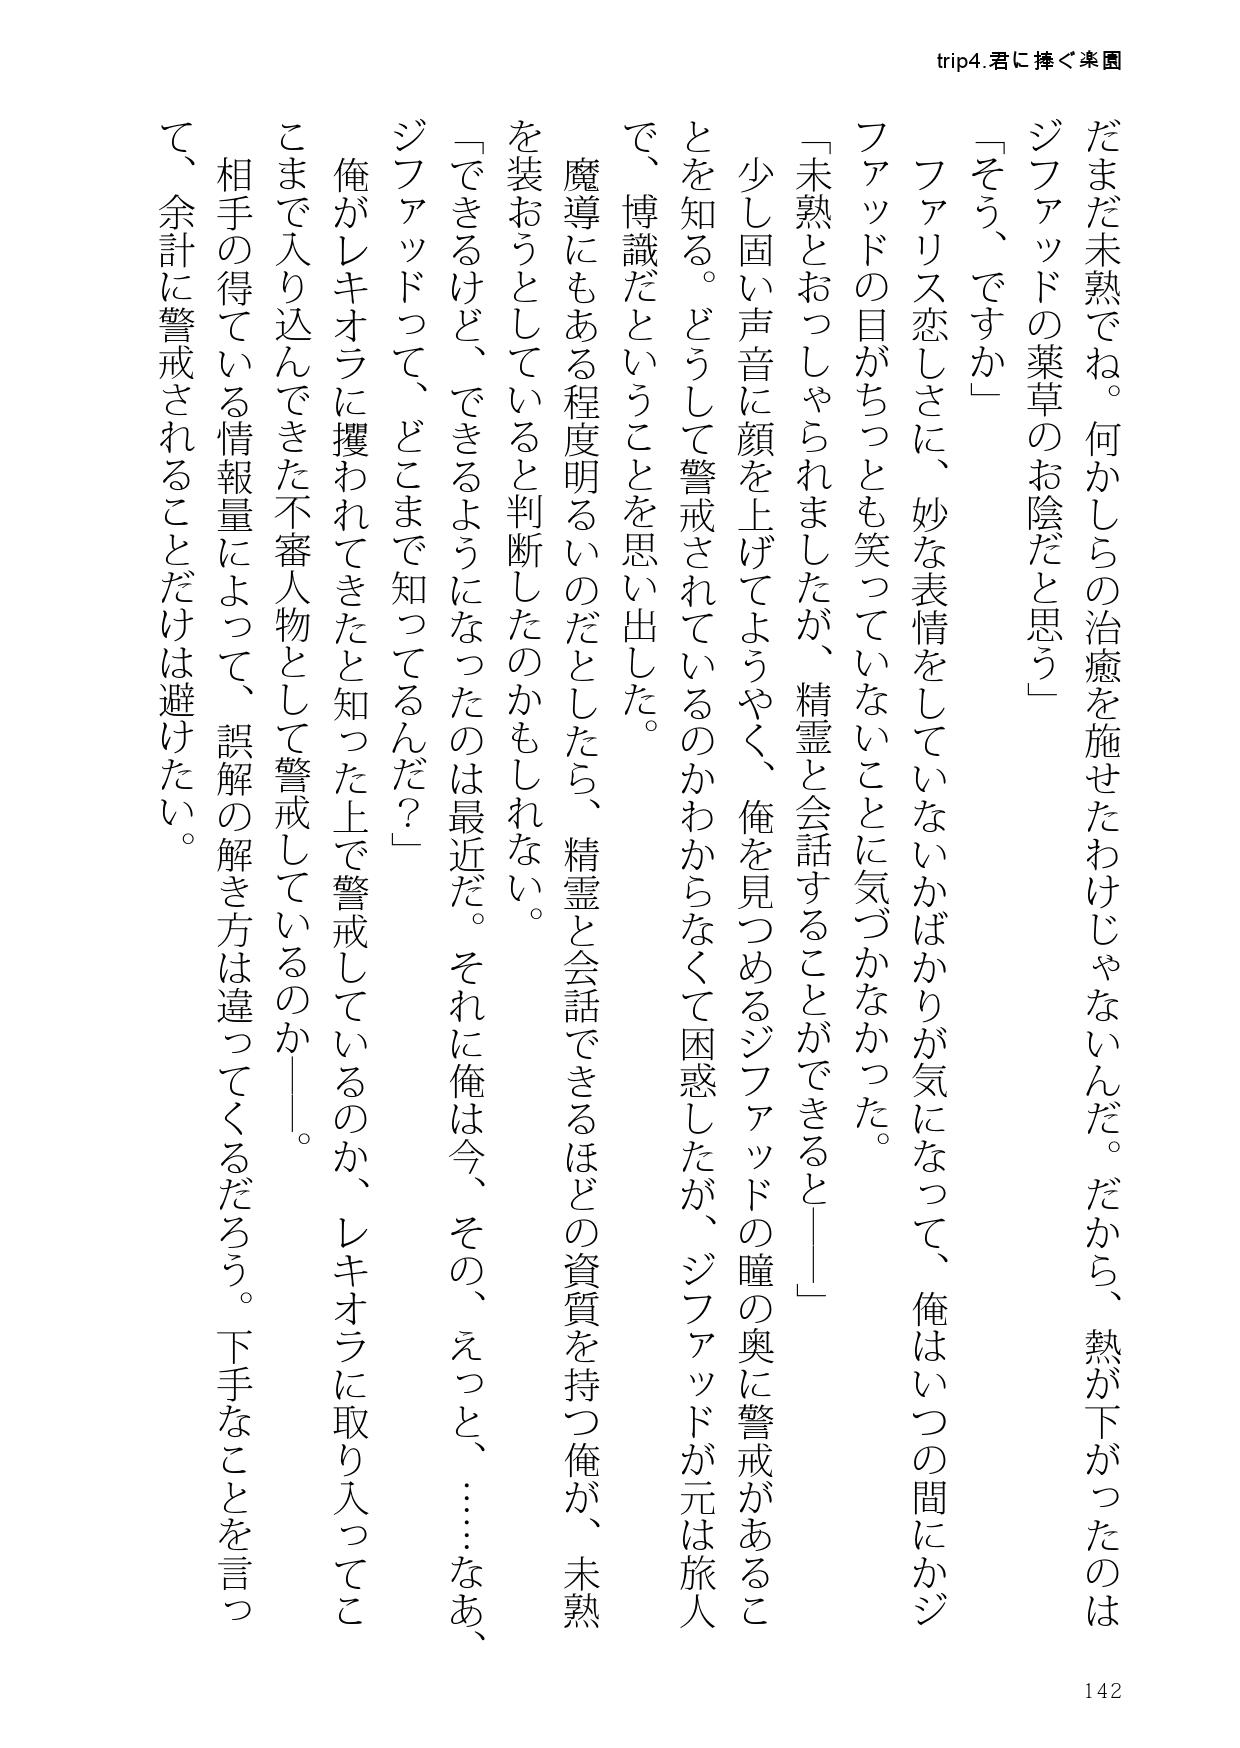 trip4.君に捧ぐ楽園
だまだ未熟でね。何かしらの治癒を施せたわけじゃないんだ。だから、熱が下がったのは
ジファッドの薬草のお陰だと思う」
「そう、ですか」
ファリス恋しさに、妙な表情をしていないかばかりが気になって、俺はいつの間にかジ
ファッドの目がちっとも笑っていないことに気づかなかった。
「未熟とおっしゃられましたが、精霊と会話することができると――」
少し固い声音に顔を上げてようやく、俺を見つめるジファッドの瞳の奥に警戒があるこ
とを知る。どうして警戒されているのかわからなくて困惑したが、ジファッドが元は旅人
で、博識だということを思い出した。
魔導にもある程度明るいのだとしたら、精霊と会話できるほどの資質を持つ俺が、未熟
を装おうとしていると判断したのかもしれない。
「できるけど、できるようになったのは最近だ。それに俺は今、その、えっと、……なあ、
ジファッドって、どこまで知ってるんだ？」
俺がレキオラに攫われてきたと知った上で警戒しているのか、レキオラに取り入ってこ
こまで入り込んできた不審人物として警戒しているのか――。
相手の得ている情報量によって、誤解の解き方は違ってくるだろう。下手なことを言っ
て、余計に警戒されることだけは避けたい。
142